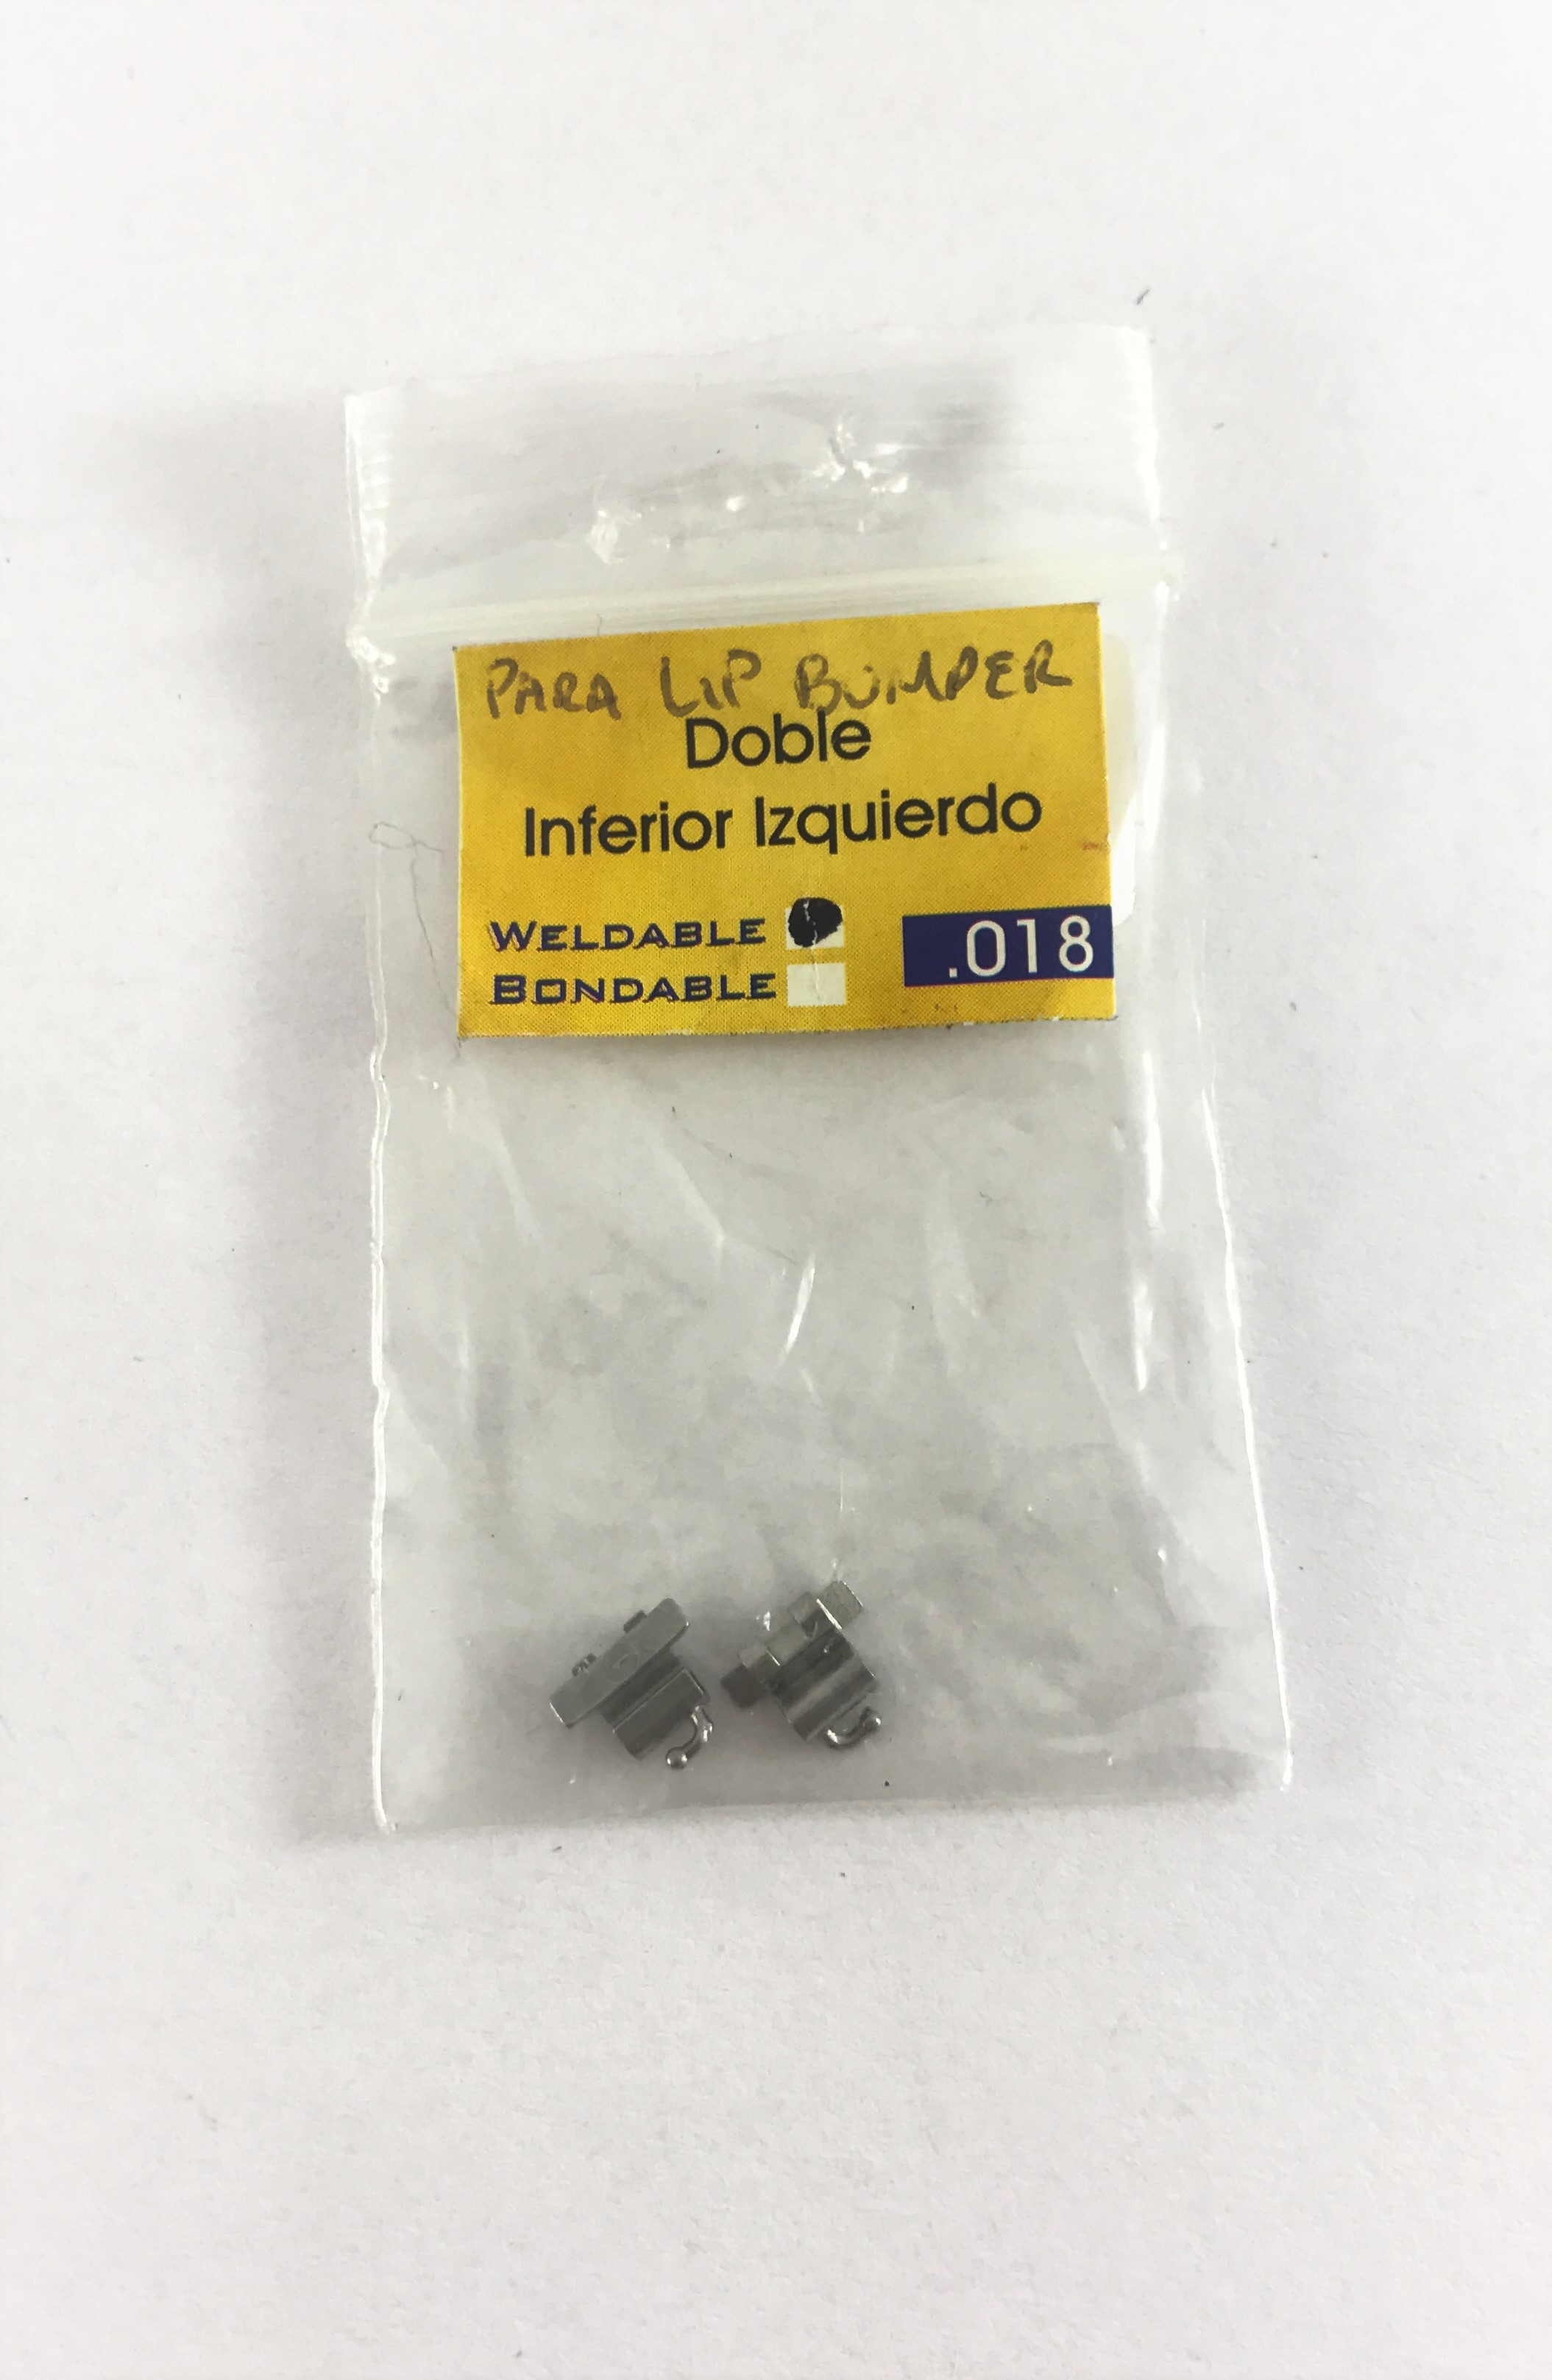 PARA LIP BUMPER
Doble
Inferior Izquierdo
WELDABLE
BONDABLE
.018